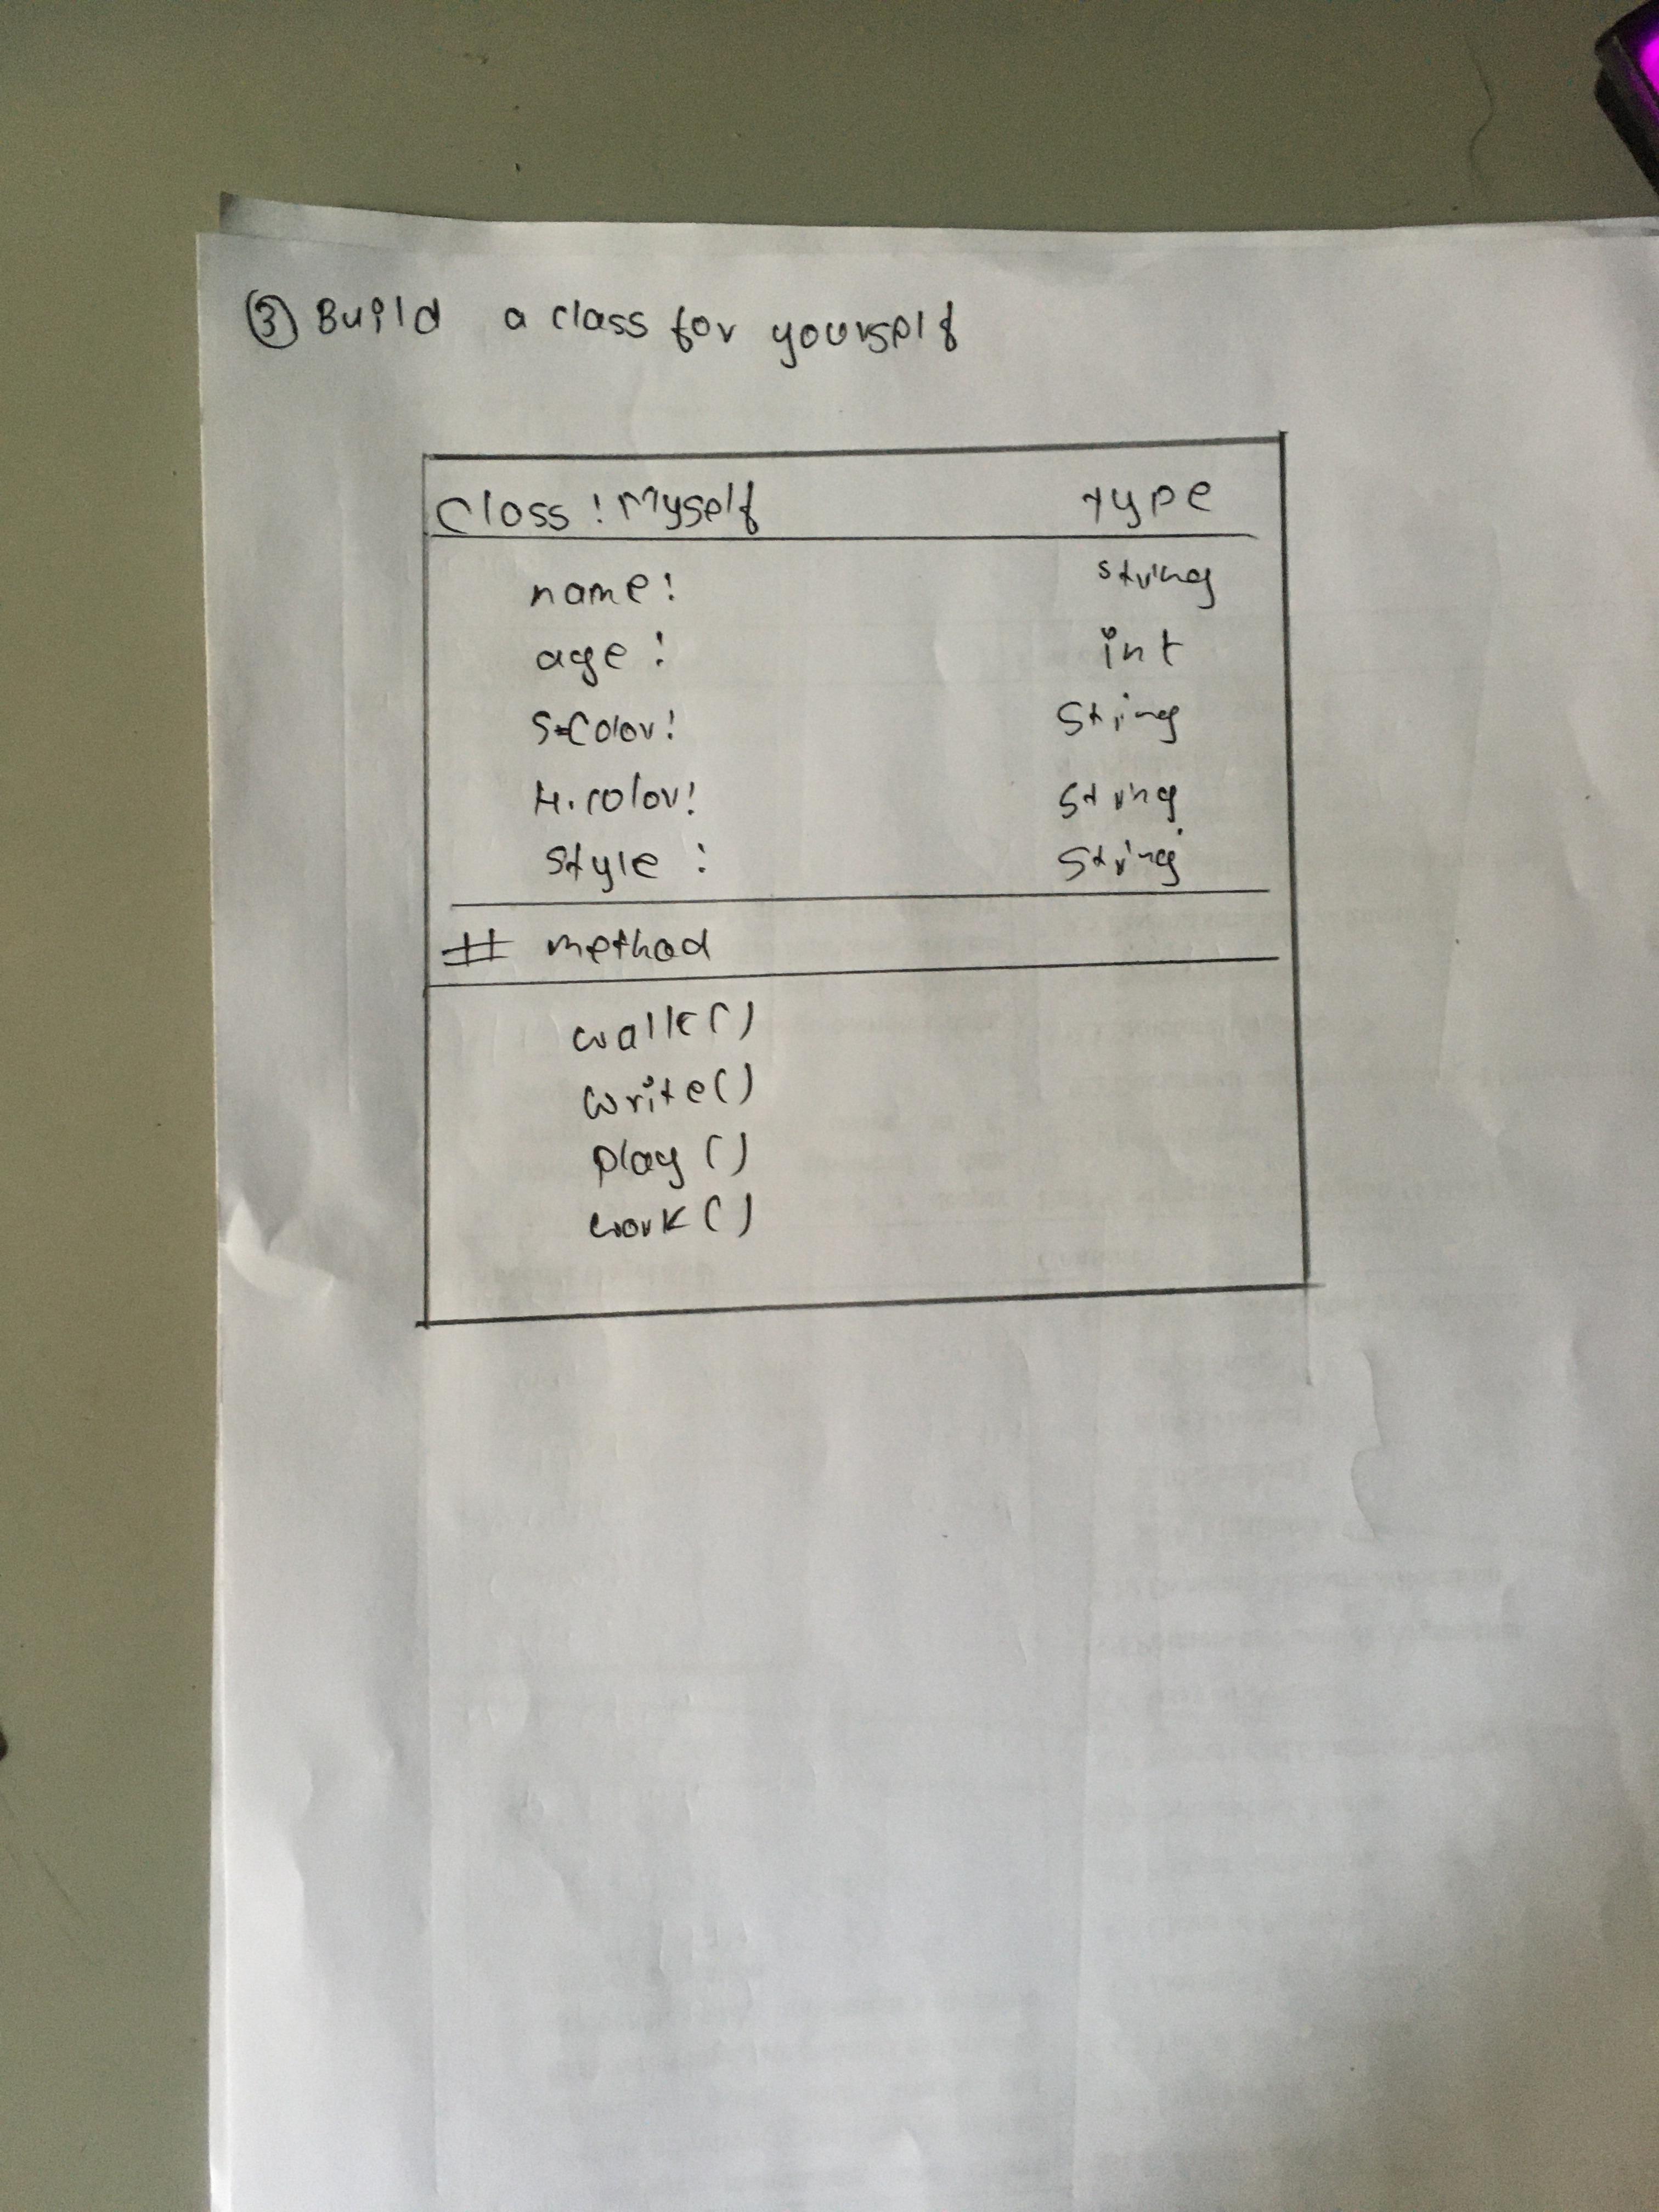 ③ Build a class for yourself
Class : Myself type
name : string
age : int
S-Color : String
H. color : String
Style : String
# method
walk()
write()
play ()
work ()